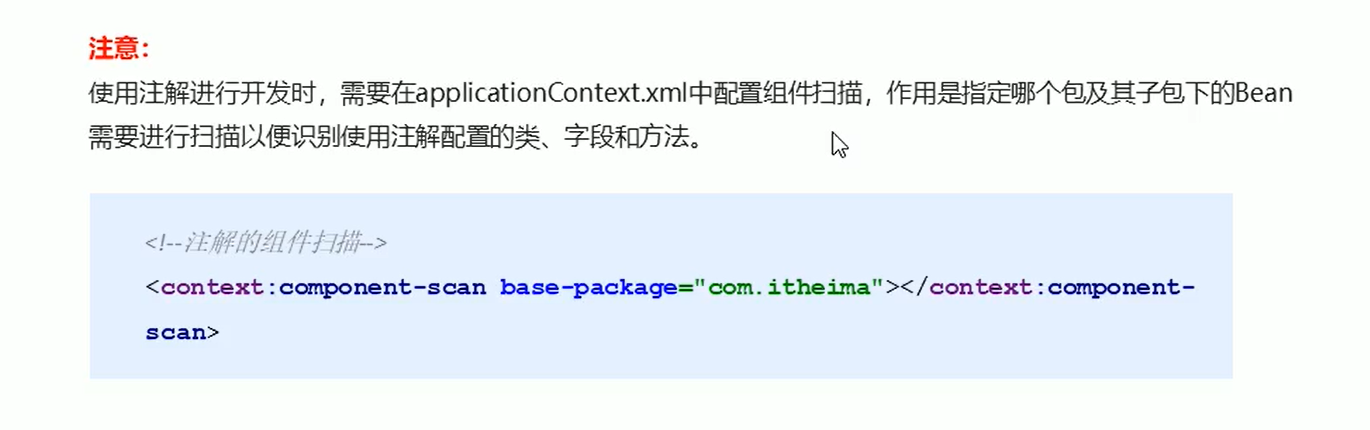 注意：
使用注解进行开发时，需要在applicationContext.xml中配置组件扫描，作用是指定哪个包及其子包下的Bean
需要进行扫描以便识别使用注解配置的类、字段和方法。
<!--注解的组件扫描-->
<context:component-scan base-package="com.itheima"></context:component-
scan>